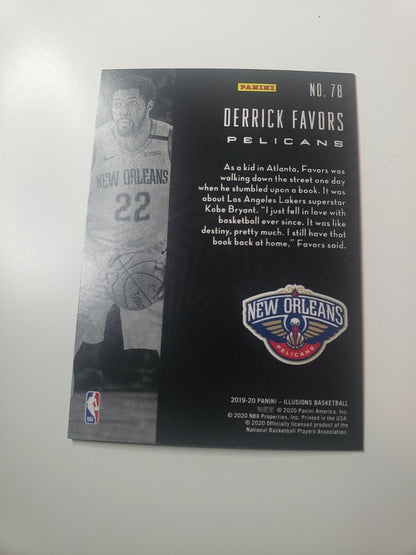 PANINI
NO. 78
DERRICK FAVORS
PELICANS
As a kid in Atlanta, Favors was
walking down the street one day
when he stumbled upon a book. It was
about Los Angeles Lakers superstar
Kobe Bryant. "I just fell in love with
basketball ever since. It was like
destiny, pretty much. I still have that
book back at home," Favors said.
NEW ORLEANS
22
NEW ORLEANS
PELICANS
NBA
2019-20 PANINI – ILLUSIONS BASKETBALL
© 2020 Panini America, Inc.
© 2020 NBA Properties, Inc. Printed in the USA.
© 2020 Officially licensed product of the
National Basketball Players Association.